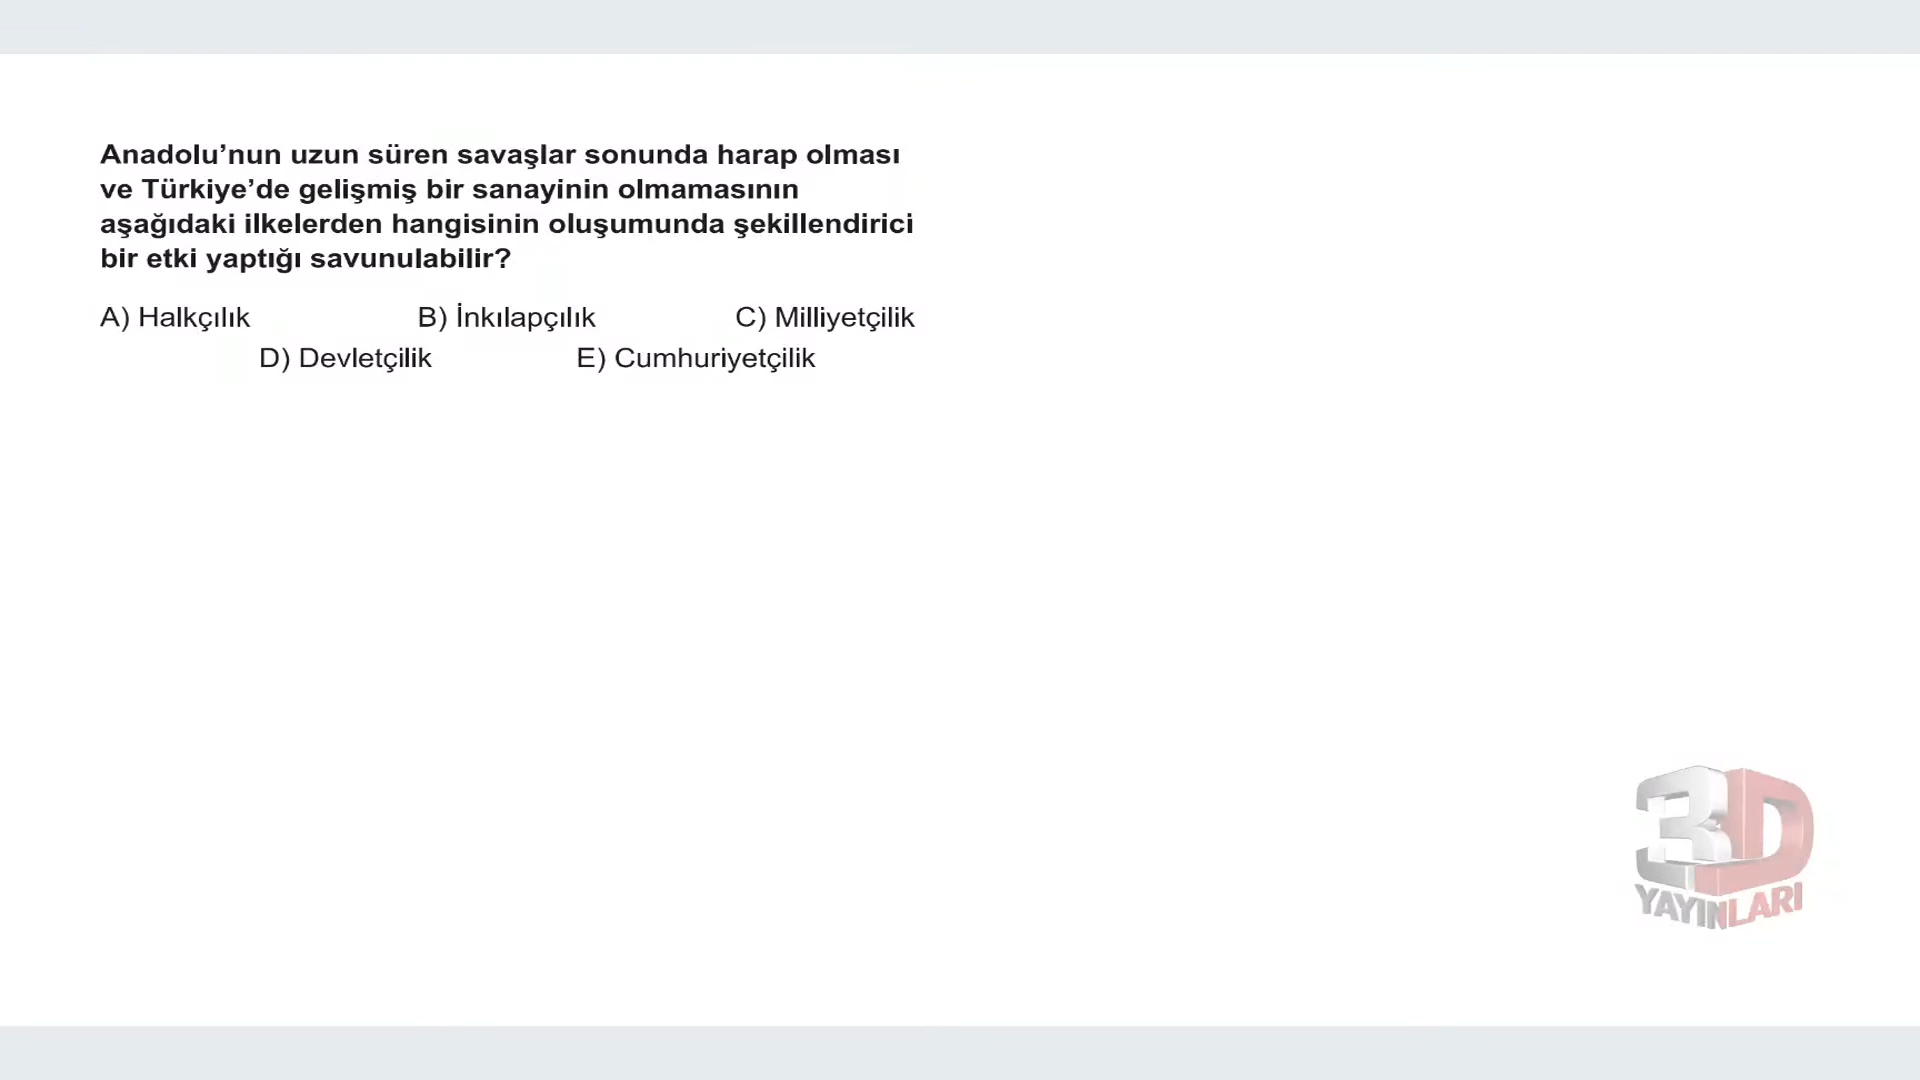 Anadolu’nun uzun süren savaşlar sonunda harap olması
ve Türkiye’de gelişmiş bir sanayinin olmamasının
aşağıdaki ilkelerden hangisinin oluşumunda şekillendirici
bir etki yaptığı savunulabilir?
A) Halkçılık B) İnkılapçılık C) Milliyetçilik
D) Devletçilik E) Cumhuriyetçilik
3D
YAYINLARI